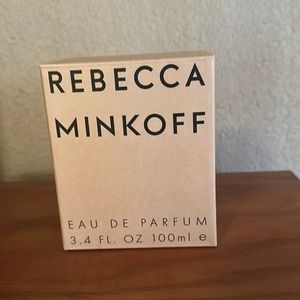 REBECCA
MINKOFF
EAU DE PARFUM
3.4 FL. OZ 100ml e